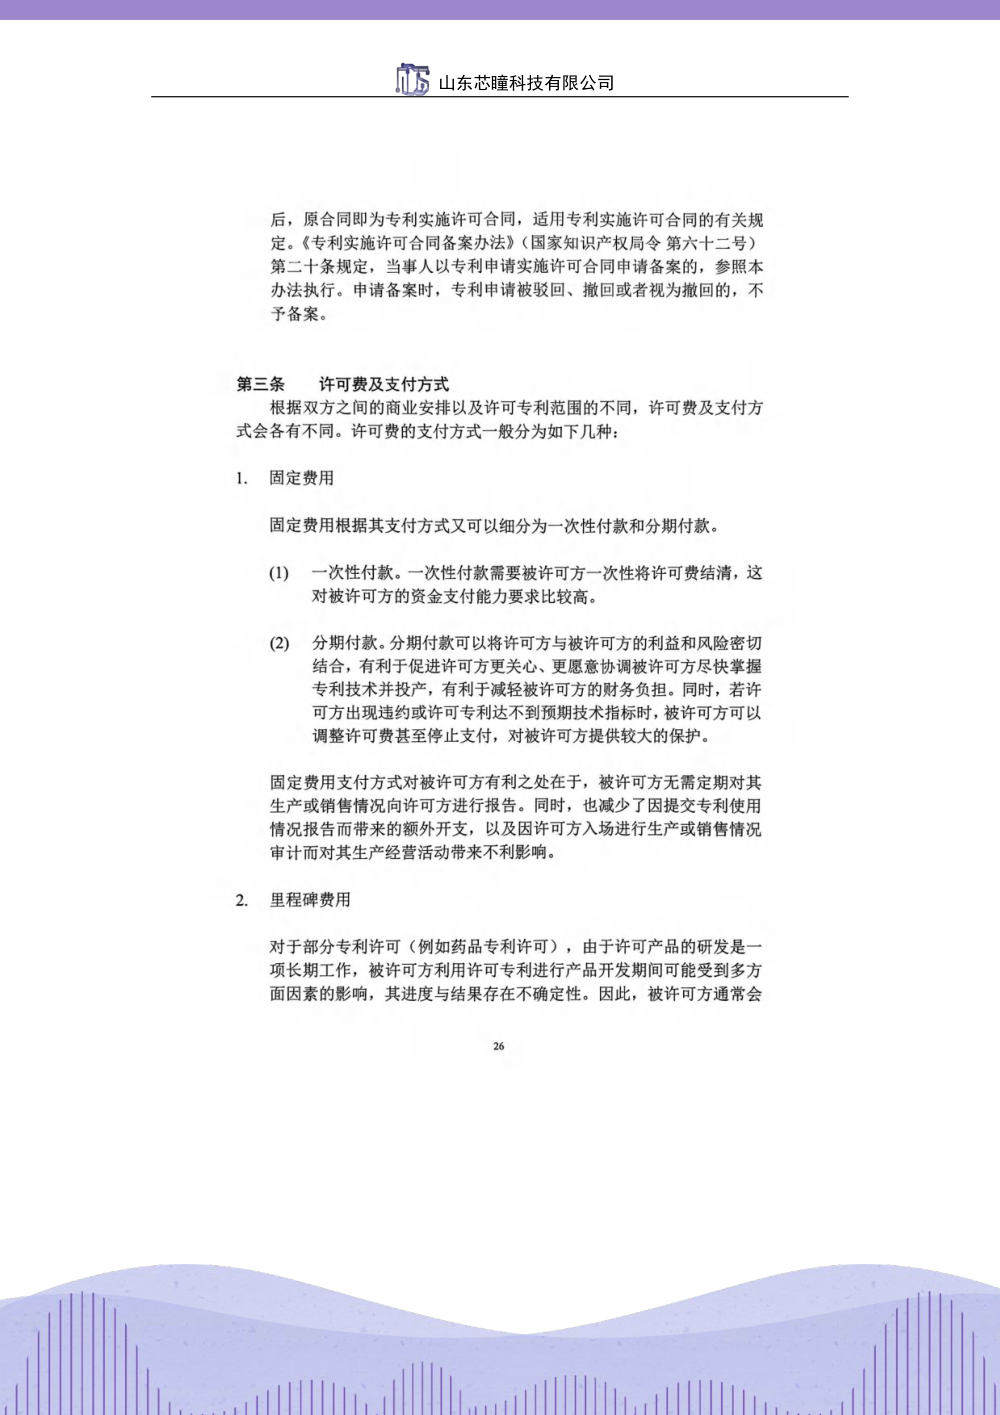 山东芯瞳科技有限公司
后，原合同即为专利实施许可合同，适用专利实施许可合同的有关规
定。《专利实施许可合同备案办法》（国家知识产权局令 第六十二号）
第二十条规定，当事人以专利申请实施许可合同申请备案的，参照本
办法执行。申请备案时，专利申请被驳回、撤回或者视为撤回的，不
予备案。
第三条 许可费及支付方式
根据双方之间的商业安排以及许可专利范围的不同，许可费及支付方
式会各有不同。许可费的支付方式一般分为如下几种：
1. 固定费用
固定费用根据其支付方式又可以细分为一次性付款和分期付款。
(1) 一次性付款。一次性付款需要被许可方一次性将许可费结清，这
对被许可方的资金支付能力要求比较高。
(2) 分期付款。分期付款可以将许可方与被许可方的利益和风险密切
结合，有利于促进许可方更关心、更愿意协调被许可方尽快掌握
专利技术并投产，有利于减轻被许可方的财务负担。同时，若许
可方出现违约或许可专利达不到预期技术指标时，被许可方可以
调整许可费甚至停止支付，对被许可方提供较大的保护。
固定费用支付方式对被许可方有利之处在于，被许可方无需定期对其
生产或销售情况向许可方进行报告。同时，也减少了因提交专利使用
情况报告而带来的额外开支，以及因许可方入场进行生产或销售情况
审计而对其生产经营活动带来不利影响。
2. 里程碑费用
对于部分专利许可（例如药品专利许可），由于许可产品的研发是一
项长期工作，被许可方利用许可专利进行产品开发期间可能受到多方
面因素的影响，其进度与结果存在不确定性。因此，被许可方通常会
26